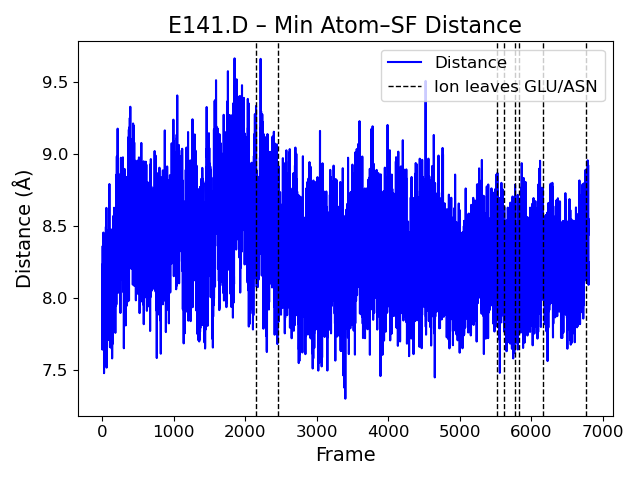 E141.D – Min Atom–SF Distance
Distance
Ion leaves GLU/ASN
Distance (Å)
9.5
9.0
8.5
8.0
7.5
0 1000 2000 3000 4000 5000 6000 7000
Frame